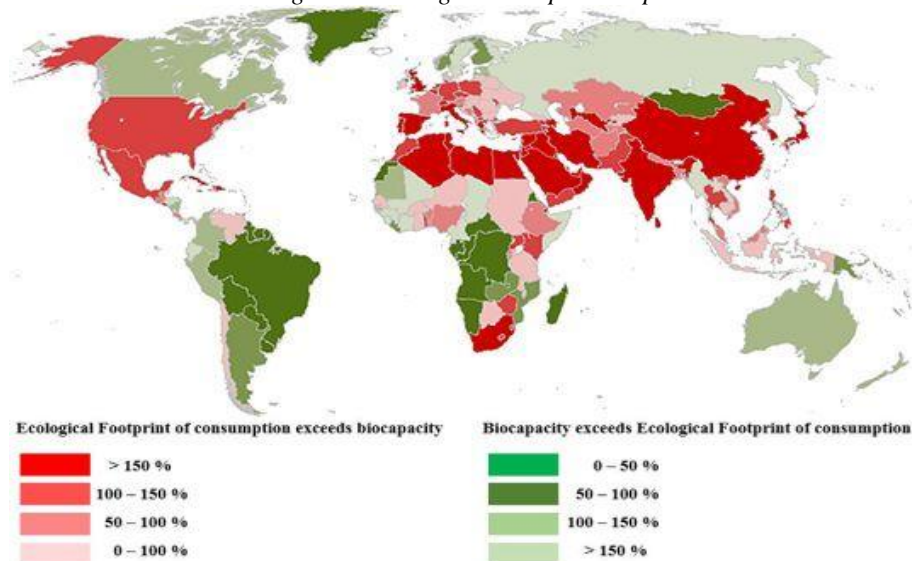 Ecological Footprint of consumption exceeds biocapacity
> 150 %
100 – 150 %
50 – 100 %
0 – 100 %
Biocapacity exceeds Ecological Footprint of consumption
0 – 50 %
50 – 100 %
100 – 150 %
> 150 %